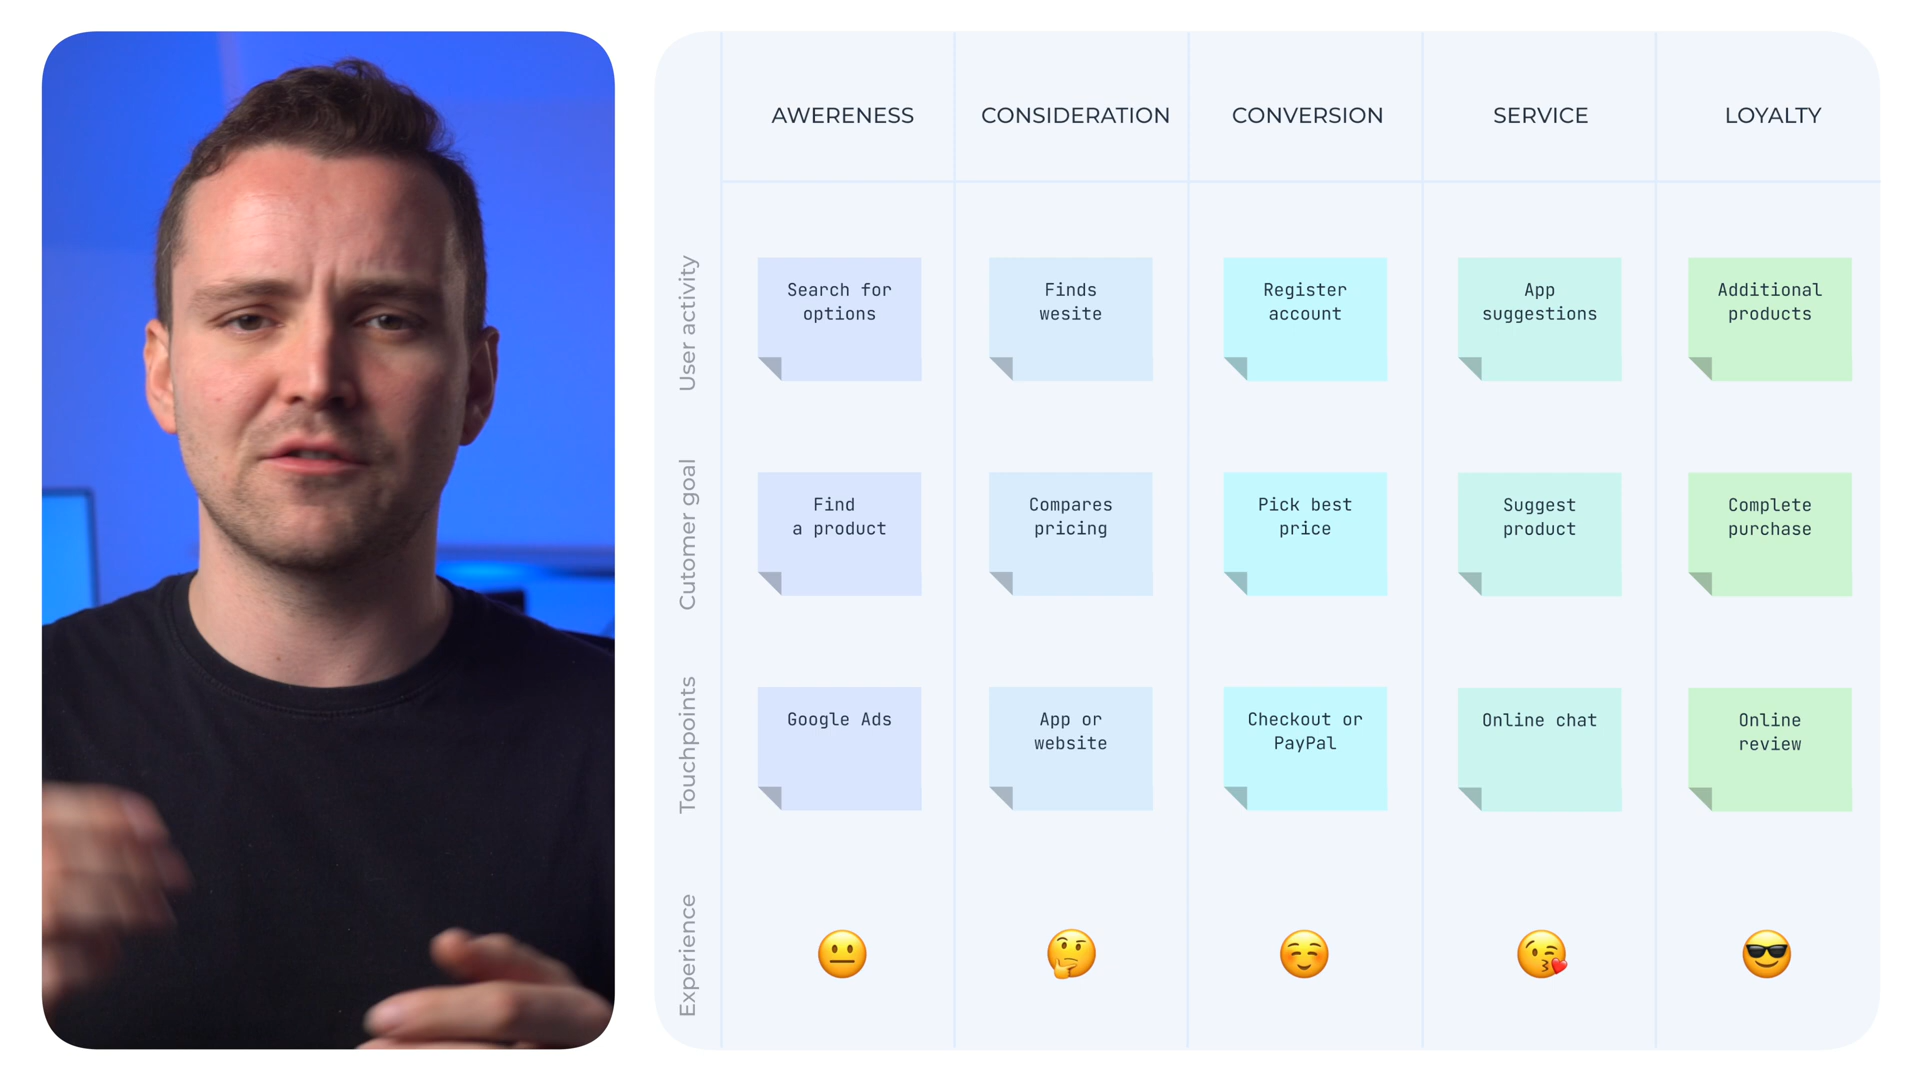 AWERENESS
CONSIDERATION
CONVERSION
SERVICE
LOYALTY
User activity
Search for
options
Finds
wesite
Register
account
App
suggestions
Additional
products
Cutomer goal
Find
a product
Compares
pricing
Pick best
price
Suggest
product
Complete
purchase
Touchpoints
Google Ads
App or
website
Checkout or
PayPal
Online chat
Online
review
Experience